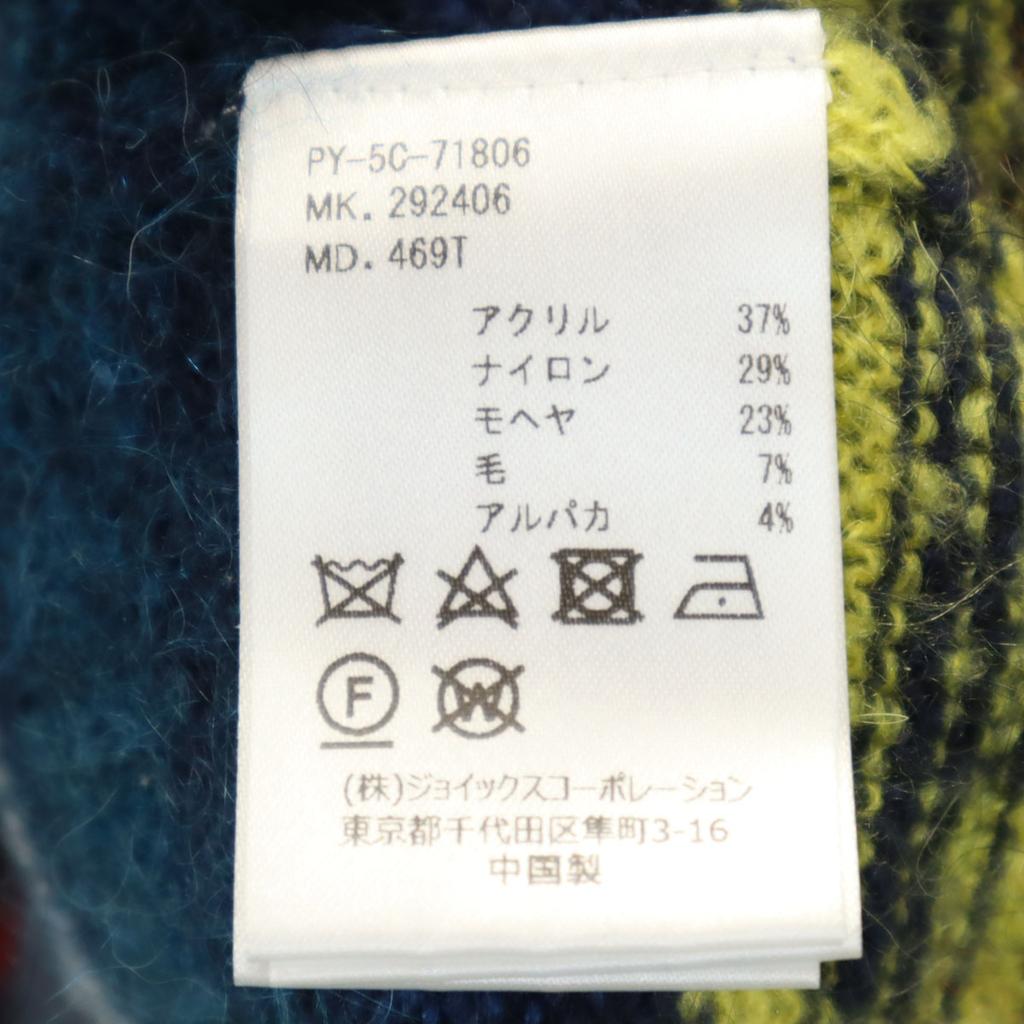 PY-5C-71806
MK. 292406
MD. 469T
アクリル 37%
ナイロン 29%
モヘヤ 23%
毛 7%
アルパカ 4%
F W
(株)ジョイックスコーポレーション
東京都千代田区隼町3-16
中国製